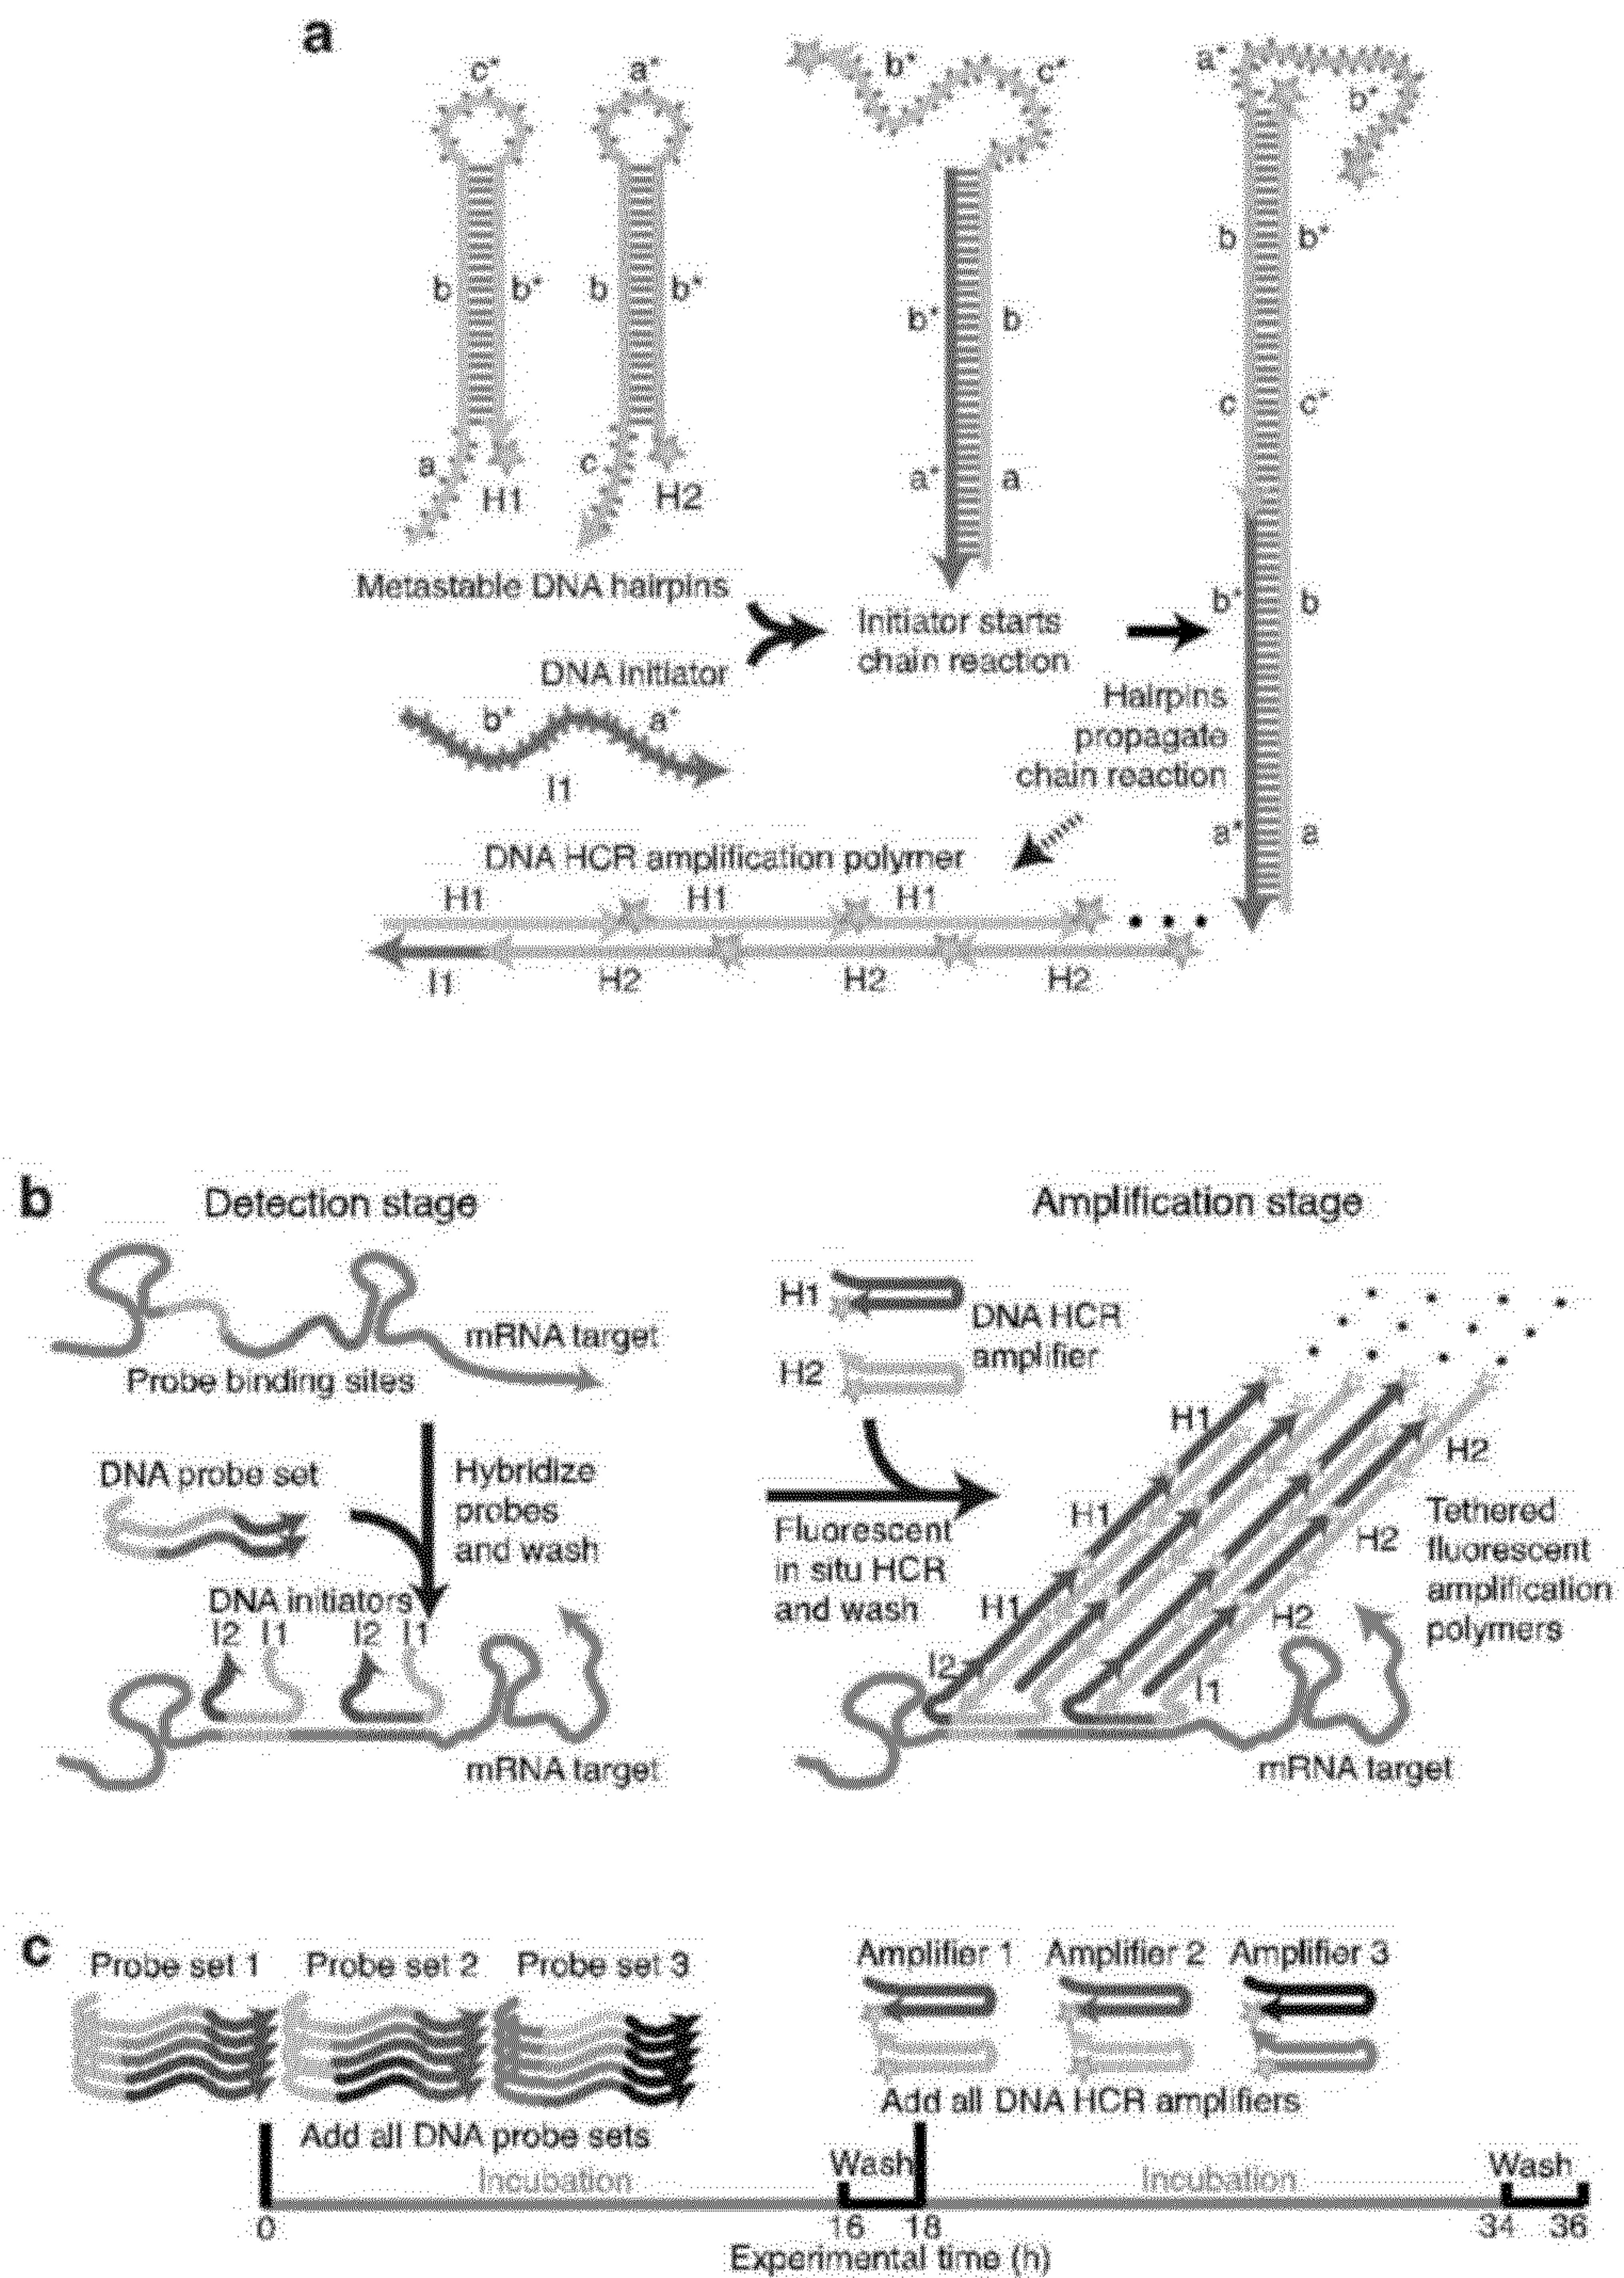 a
c*
a*
b*
c*
a*
b*
b
b*
b
b*
b*
b
b
b*
c
c*
a
H1
c
H2
a*
a
Metastable DNA hairpins
DNA initiator
b*
a*
I1
Initiator starts
chain reaction
Hairpins
propagate
chain reaction
b*
b
a*
a
DNA HCR amplification polymer
H1
H1
H1
I1
H2
H2
H2
b
Detection stage
Amplification stage
mRNA target
Probe binding sites
DNA probe set
Hybridize
probes
and wash
DNA initiators
I2
I1
I2
I1
mRNA target
H1
H2
DNA HCR
amplifier
Fluorescent
in situ HCR
and wash
H1
H1
H1
H2
H2
H2
I2
I1
Tethered
fluorescent
amplification
polymers
mRNA target
c
Probe set 1
Probe set 2
Probe set 3
Amplifier 1
Amplifier 2
Amplifier 3
Add all DNA probe sets
Add all DNA HCR amplifiers
Incubation
Wash
Incubation
Wash
0
16
18
34
36
Experimental time (h)